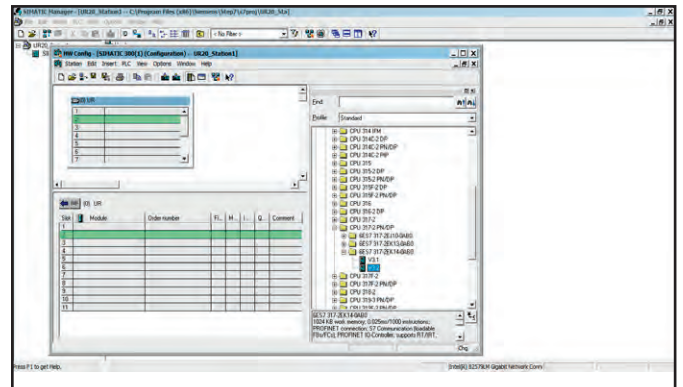 SIMATIC Manager - [UR20_Station1 -- C:\Program Files (x86)\Siemens\Step7\s7proj\UR20_St1]
< No Filter >
UR20
HW Config - [SIMATIC 300(1) (Configuration) -- UR20_Station1]
Station Edit Insert PLC View Options Window Help
(0) UR
1
2
3
4
5
6
7
Find:
Profile: Standard
CPU 314 IFM
CPU 314C-2 DP
CPU 314C-2 PN/DP
CPU 314C-2 PtP
CPU 315
CPU 315-2 DP
CPU 315-2 PN/DP
CPU 315F-2 DP
CPU 315F-2 PN/DP
CPU 316
CPU 316-2 DP
CPU 317-2
CPU 317-2 PN/DP
6ES7 317-2EJ10-0AB0
6ES7 317-2EK13-0AB0
6ES7 317-2EK14-0AB0
V3.1
V3.2
CPU 317F-2
CPU 317F-2 PN/DP
CPU 318-2
CPU 319-3 PN/DP
(0) UR
Slot Module Order number Fi... M... I... Q... Comment
1
2
3
4
5
6
7
8
9
10
11
6ES7 317-2EK14-0AB0
1024 KB work memory; 0.025ms/1000 instructions;
PROFINET connection; S7 Communication (loadable
FBs/FCs); PROFINET IO-Controller; supports RT/IRT,
Chg
Press F1 to get Help.
Intel(R) 82579LM Gigabit Network Conn